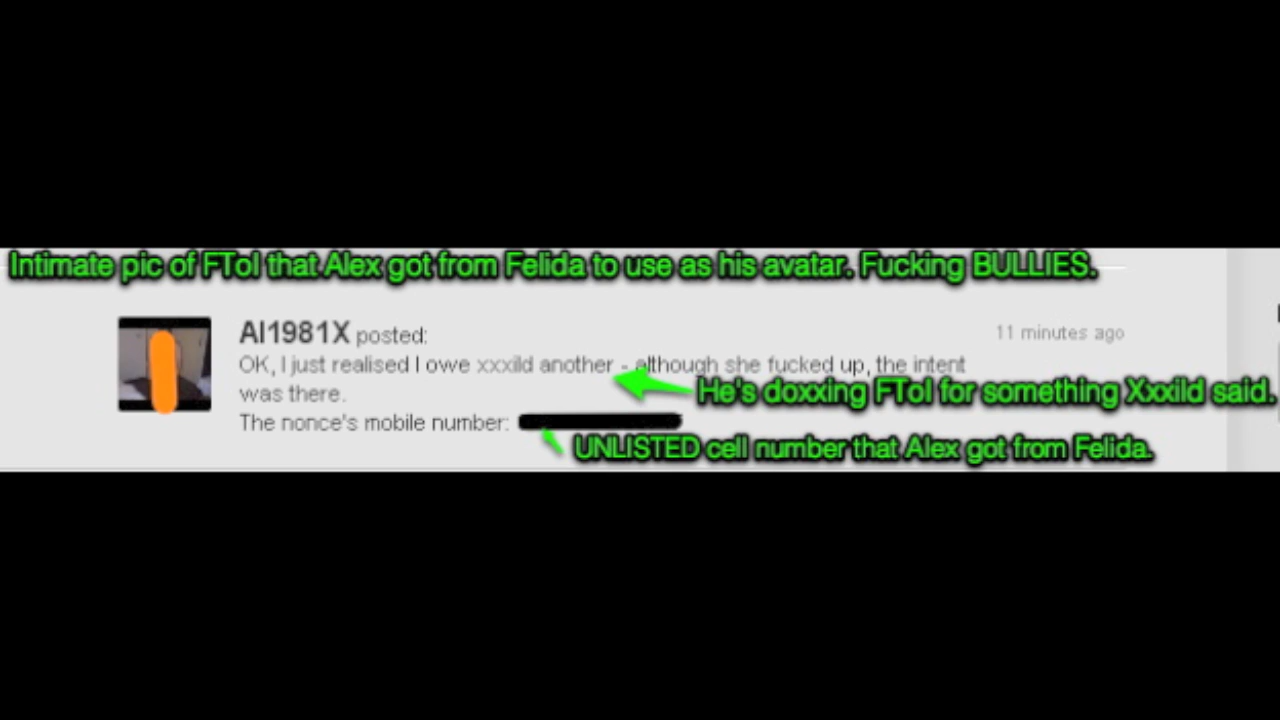 Intimate pic of FToI that Alex got from Felida to use as his avatar. Fucking BULLIES.
Al1981X posted:
11 minutes ago
OK, I just realised I owe xxxild another - although she fucked up, the intent
was there.
He's doxxing FToI for something Xxxild said.
The nonce's mobile number:
UNLISTED cell number that Alex got from Felida.